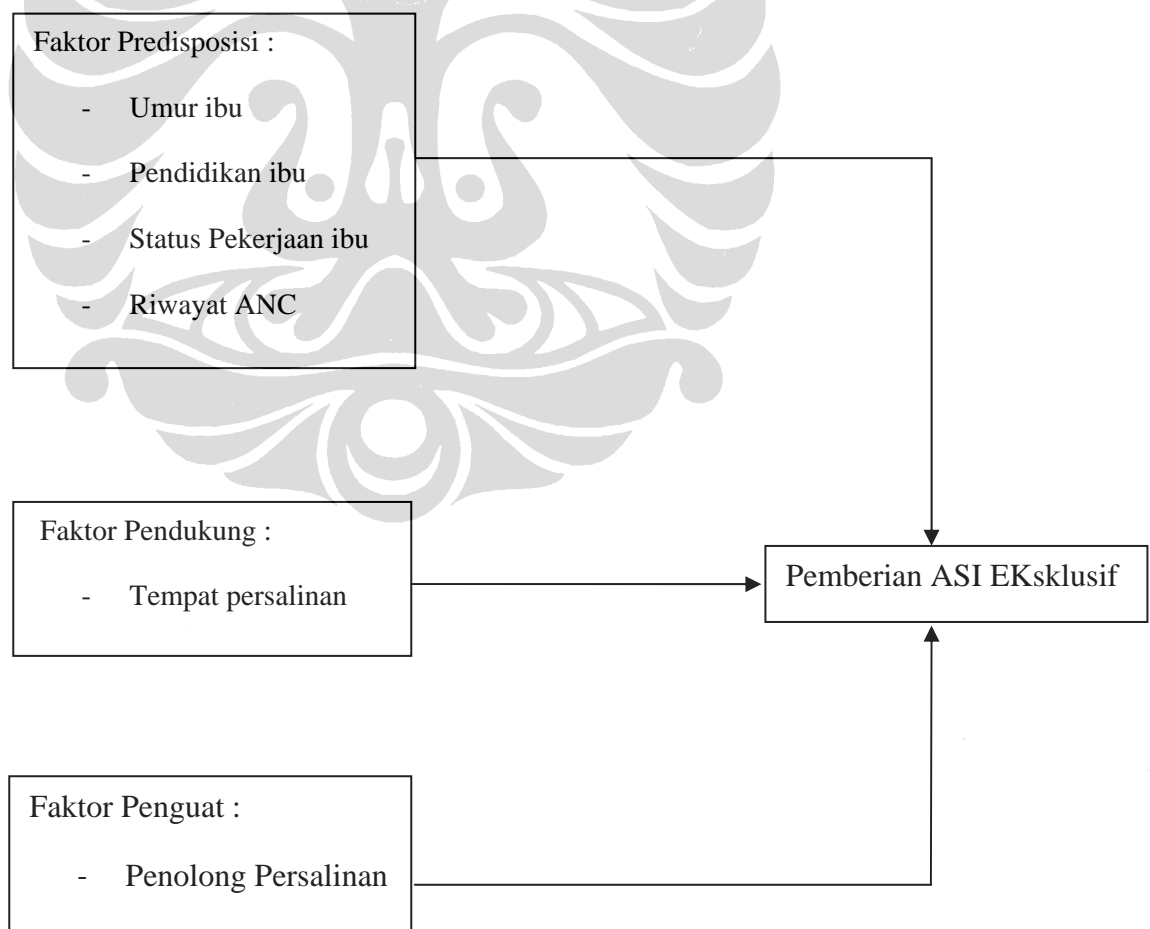 Faktor Predisposisi :
- Umur ibu
- Pendidikan ibu
- Status Pekerjaan ibu
- Riwayat ANC
Faktor Pendukung :
- Tempat persalinan
Pemberian ASI EKsklusif
Faktor Penguat :
- Penolong Persalinan